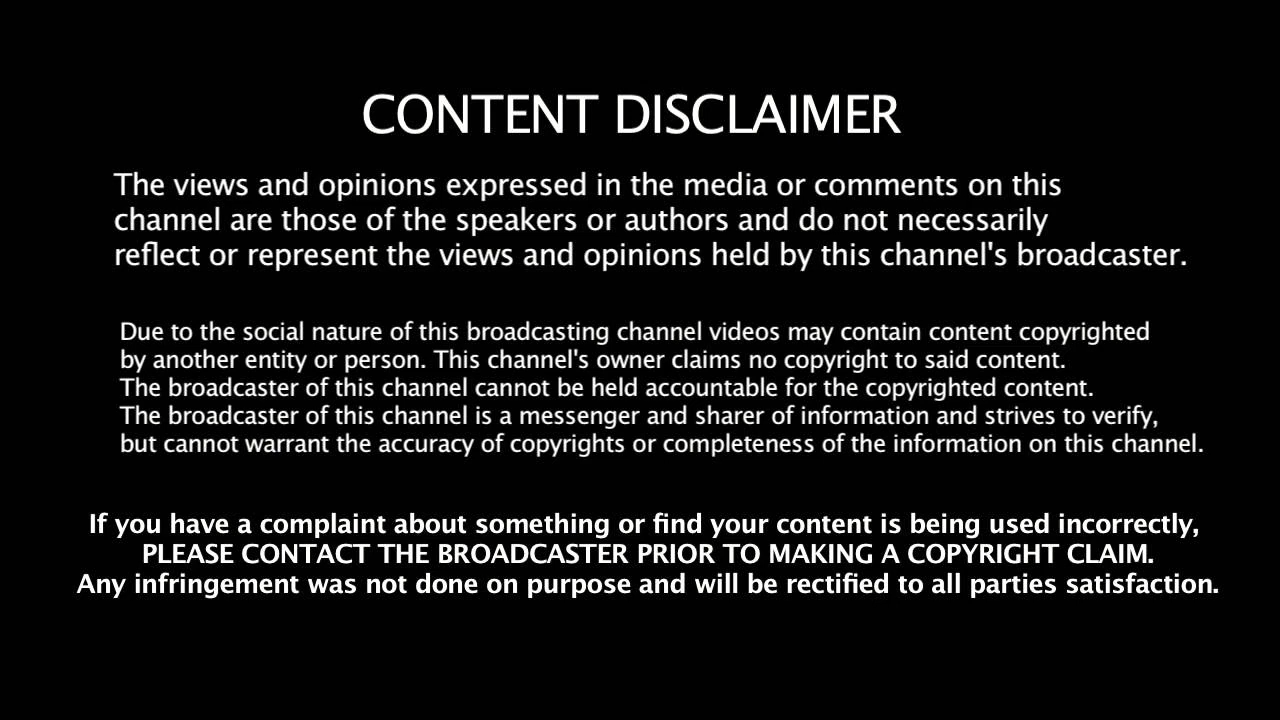 CONTENT DISCLAIMER
The views and opinions expressed in the media or comments on this
channel are those of the speakers or authors and do not necessarily
reflect or represent the views and opinions held by this channel's broadcaster.
Due to the social nature of this broadcasting channel videos may contain content copyrighted
by another entity or person. This channel's owner claims no copyright to said content.
The broadcaster of this channel cannot be held accountable for the copyrighted content.
The broadcaster of this channel is a messenger and sharer of information and strives to verify,
but cannot warrant the accuracy of copyrights or completeness of the information on this channel.
If you have a complaint about something or find your content is being used incorrectly,
PLEASE CONTACT THE BROADCASTER PRIOR TO MAKING A COPYRIGHT CLAIM.
Any infringement was not done on purpose and will be rectified to all parties satisfaction.